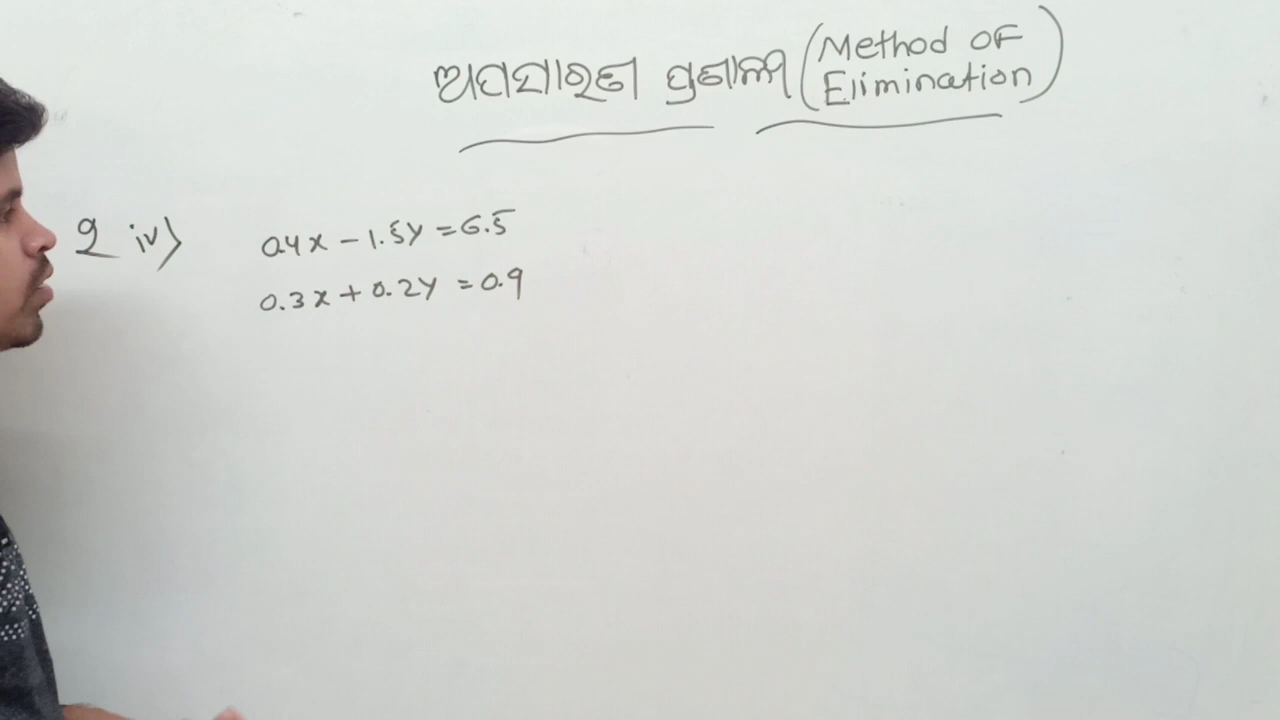 ଅପସାରଣ ପ୍ରଣାଳୀ (Method OF
Elimination)
2 iv)
0.4x - 1.5y = 6.5
0.3x + 0.2y = 0.9